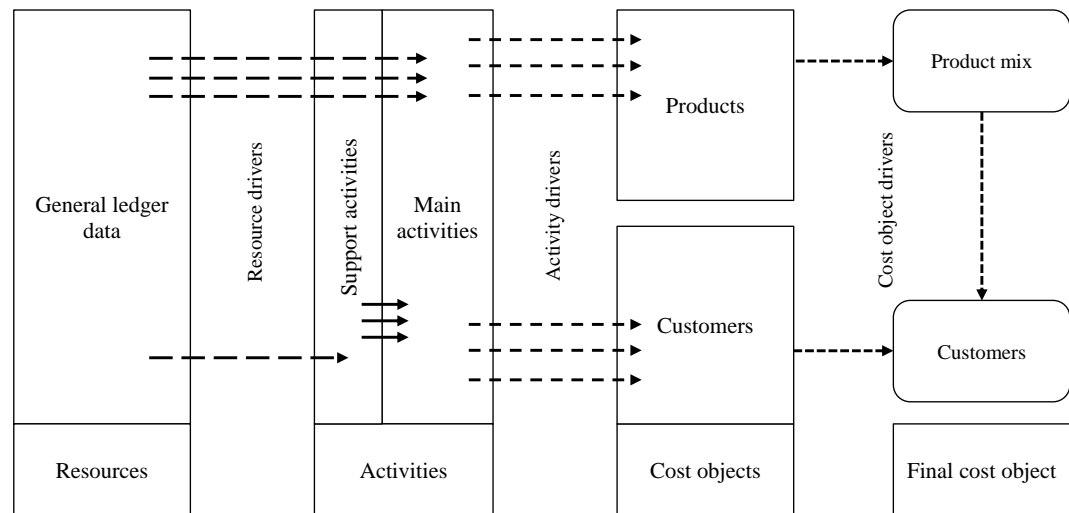 General ledger
data
Resource drivers
Support activities
Main
activities
Activity drivers
Products
Customers
Cost object drivers
Product mix
Customers
Resources
Activities
Cost objects
Final cost object